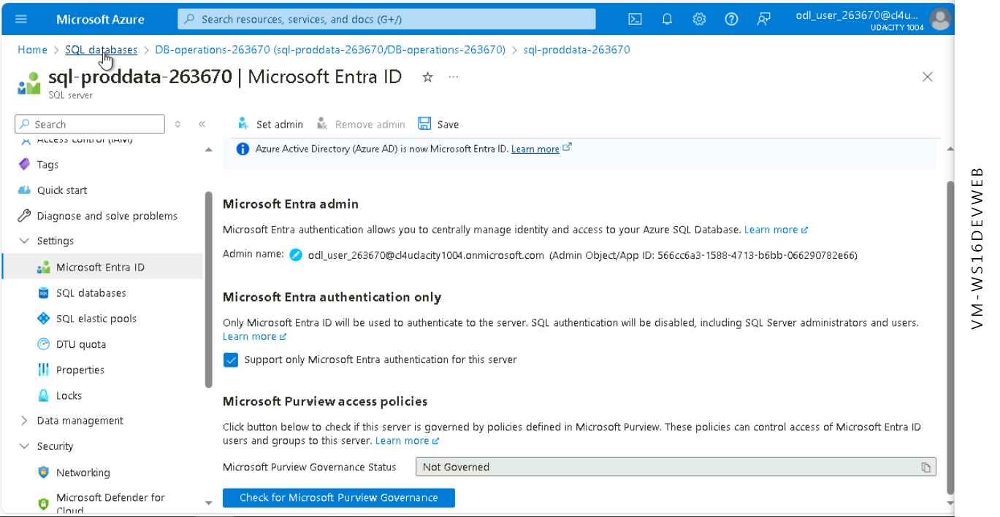 Microsoft Azure
Search resources, services, and docs (G+/)
odl_user_263670@cl4u...
UDACITY 1004
Home > SQL databases > DB-operations-263670 (sql-proddata-263670/DB-operations-263670) > sql-proddata-263670
sql-proddata-263670 | Microsoft Entra ID
SQL server
Search
Set admin
Remove admin
Save
Access control (IAM)
Tags
Quick start
Diagnose and solve problems
Settings
Microsoft Entra ID
SQL databases
SQL
SQL elastic pools
DTU quota
Properties
Locks
Data management
Security
Networking
Microsoft Defender for
Cloud
Azure Active Directory (Azure AD) is now Microsoft Entra ID. Learn more
Microsoft Entra admin
Microsoft Entra authentication allows you to centrally manage identity and access to your Azure SQL Database. Learn more
Admin name: odl_user_263670@cl4udacity1004.onmicrosoft.com (Admin Object/App ID: 566cc6a3-1588-4713-b6bb-066290782e66)
Microsoft Entra authentication only
Only Microsoft Entra ID will be used to authenticate to the server. SQL authentication will be disabled, including SQL Server administrators and users.
Learn more
Support only Microsoft Entra authentication for this server
Microsoft Purview access policies
Click button below to check if this server is governed by policies defined in Microsoft Purview. These policies can control access of Microsoft Entra ID
users and groups to this server. Learn more
Microsoft Purview Governance Status
Not Governed
Check for Microsoft Purview Governance
VM-WS16DEVWEB